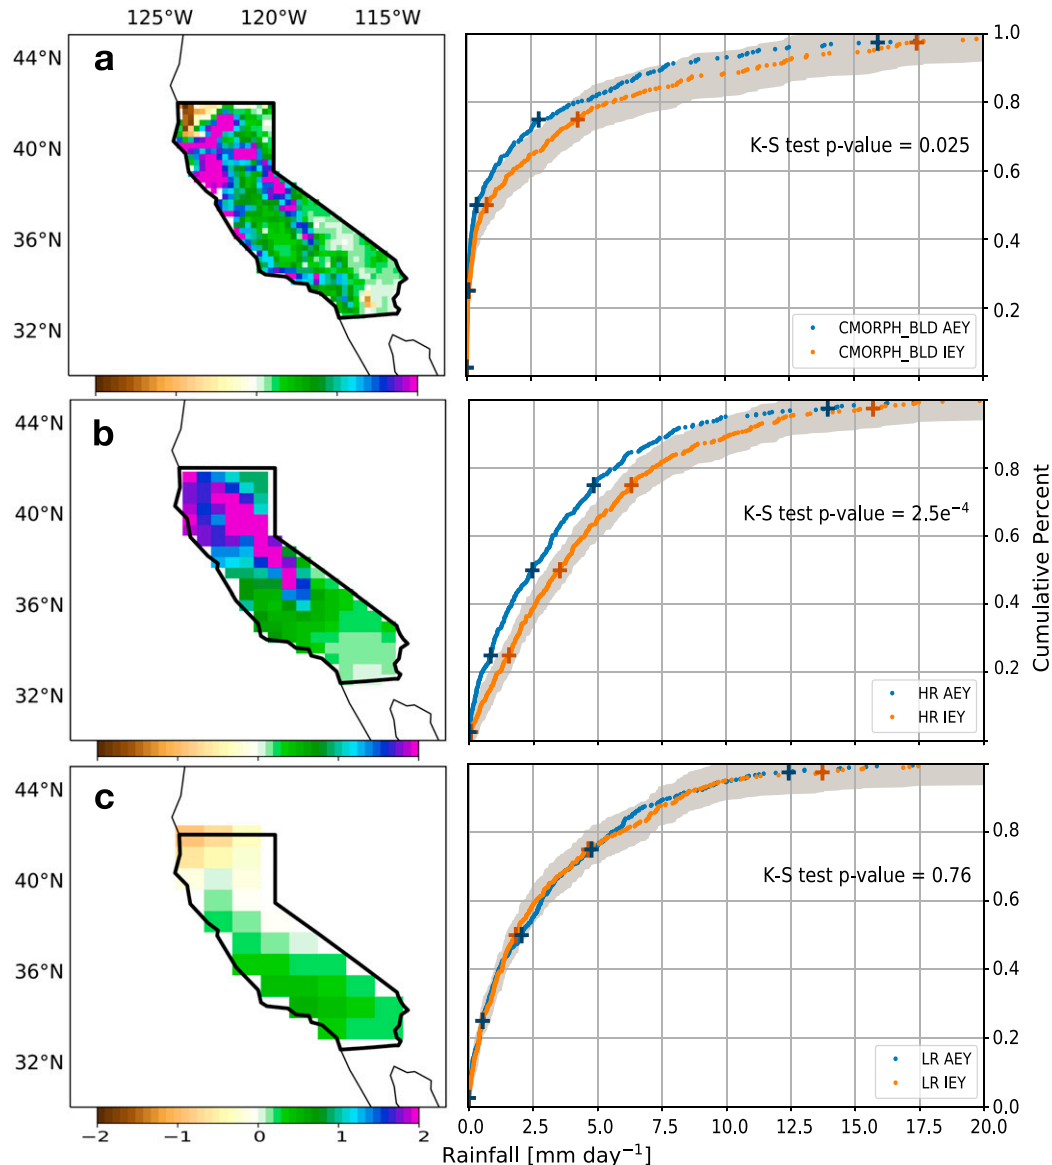 125°W 120°W 115°W
a
44°N
40°N
36°N
32°N
1.0
0.8
0.6
0.4
0.2
K-S test p-value = 0.025
CMORPH_BLD AEY
CMORPH_BLD IEY
b
44°N
40°N
36°N
32°N
0.8
0.6
0.4
0.2
K-S test p-value = 2.5e⁻⁴
HR AEY
HR IEY
Cumulative Percent
c
44°N
40°N
36°N
32°N
0.8
0.6
0.4
0.2
0.0
K-S test p-value = 0.76
LR AEY
LR IEY
−2 −1 0 1 2
0.0 2.5 5.0 7.5 10.0 12.5 15.0 17.5 20.0
Rainfall [mm day⁻¹]